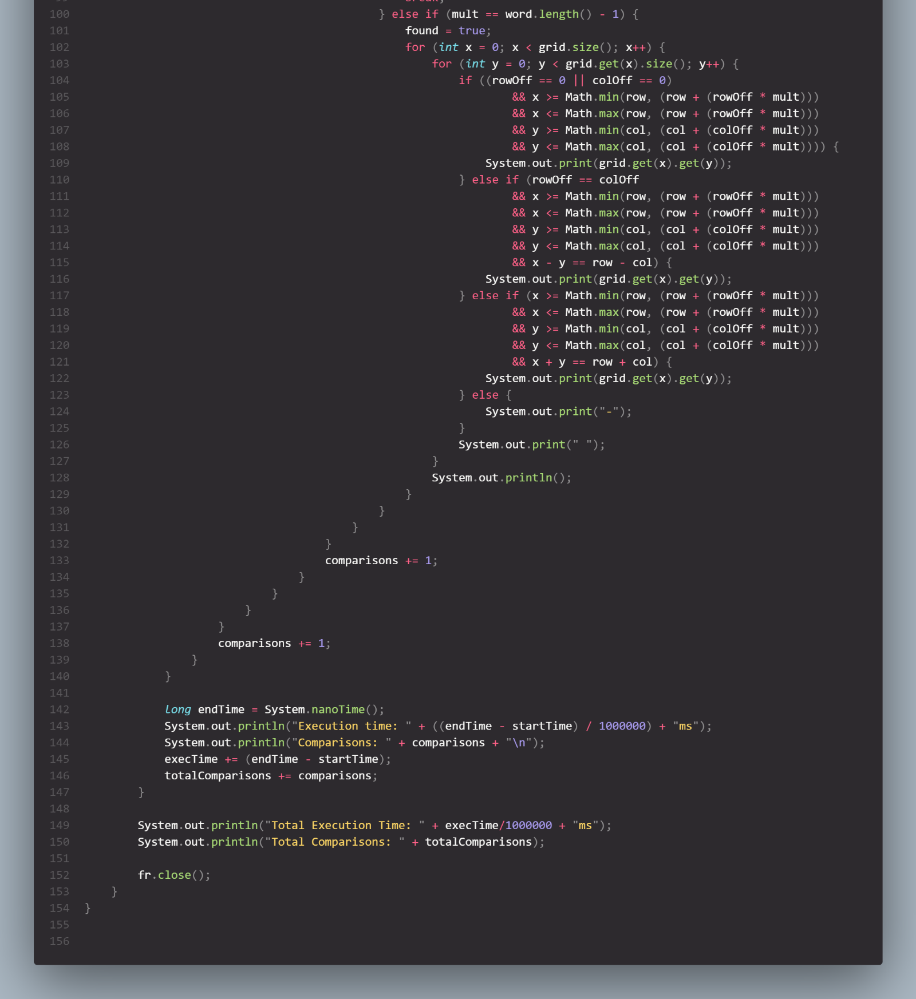 100 } else if (mult == word.length() - 1) {
101 found = true;
102 for (int x = 0; x < grid.size(); x++) {
103 for (int y = 0; y < grid.get(x).size(); y++) {
104 if ((rowOff == 0 || colOff == 0)
105 && x >= Math.min(row, (row + (rowOff * mult)))
106 && x <= Math.max(row, (row + (rowOff * mult)))
107 && y >= Math.min(col, (col + (colOff * mult)))
108 && y <= Math.max(col, (col + (colOff * mult)))) {
109 System.out.print(grid.get(x).get(y));
110 } else if (rowOff == colOff
111 && x >= Math.min(row, (row + (rowOff * mult)))
112 && x <= Math.max(row, (row + (rowOff * mult)))
113 && y >= Math.min(col, (col + (colOff * mult)))
114 && y <= Math.max(col, (col + (colOff * mult)))
115 && x - y == row - col) {
116 System.out.print(grid.get(x).get(y));
117 } else if (x >= Math.min(row, (row + (rowOff * mult)))
118 && x <= Math.max(row, (row + (rowOff * mult)))
119 && y >= Math.min(col, (col + (colOff * mult)))
120 && y <= Math.max(col, (col + (colOff * mult)))
121 && x + y == row + col) {
122 System.out.print(grid.get(x).get(y));
123 } else {
124 System.out.print("-");
125 }
126 System.out.print(" ");
127 }
128 System.out.println();
129 }
130 }
131 }
132 }
133 comparisons += 1;
134 }
135 }
136 }
137 }
138 comparisons += 1;
139 }
140 }
141
142 long endTime = System.nanoTime();
143 System.out.println("Execution time: " + ((endTime - startTime) / 1000000) + "ms");
144 System.out.println("Comparisons: " + comparisons + "\n");
145 execTime += (endTime - startTime);
146 totalComparisons += comparisons;
147 }
148
149 System.out.println("Total Execution Time: " + execTime/1000000 + "ms");
150 System.out.println("Total Comparisons: " + totalComparisons);
151
152 fr.close();
153 }
154 }
155
156